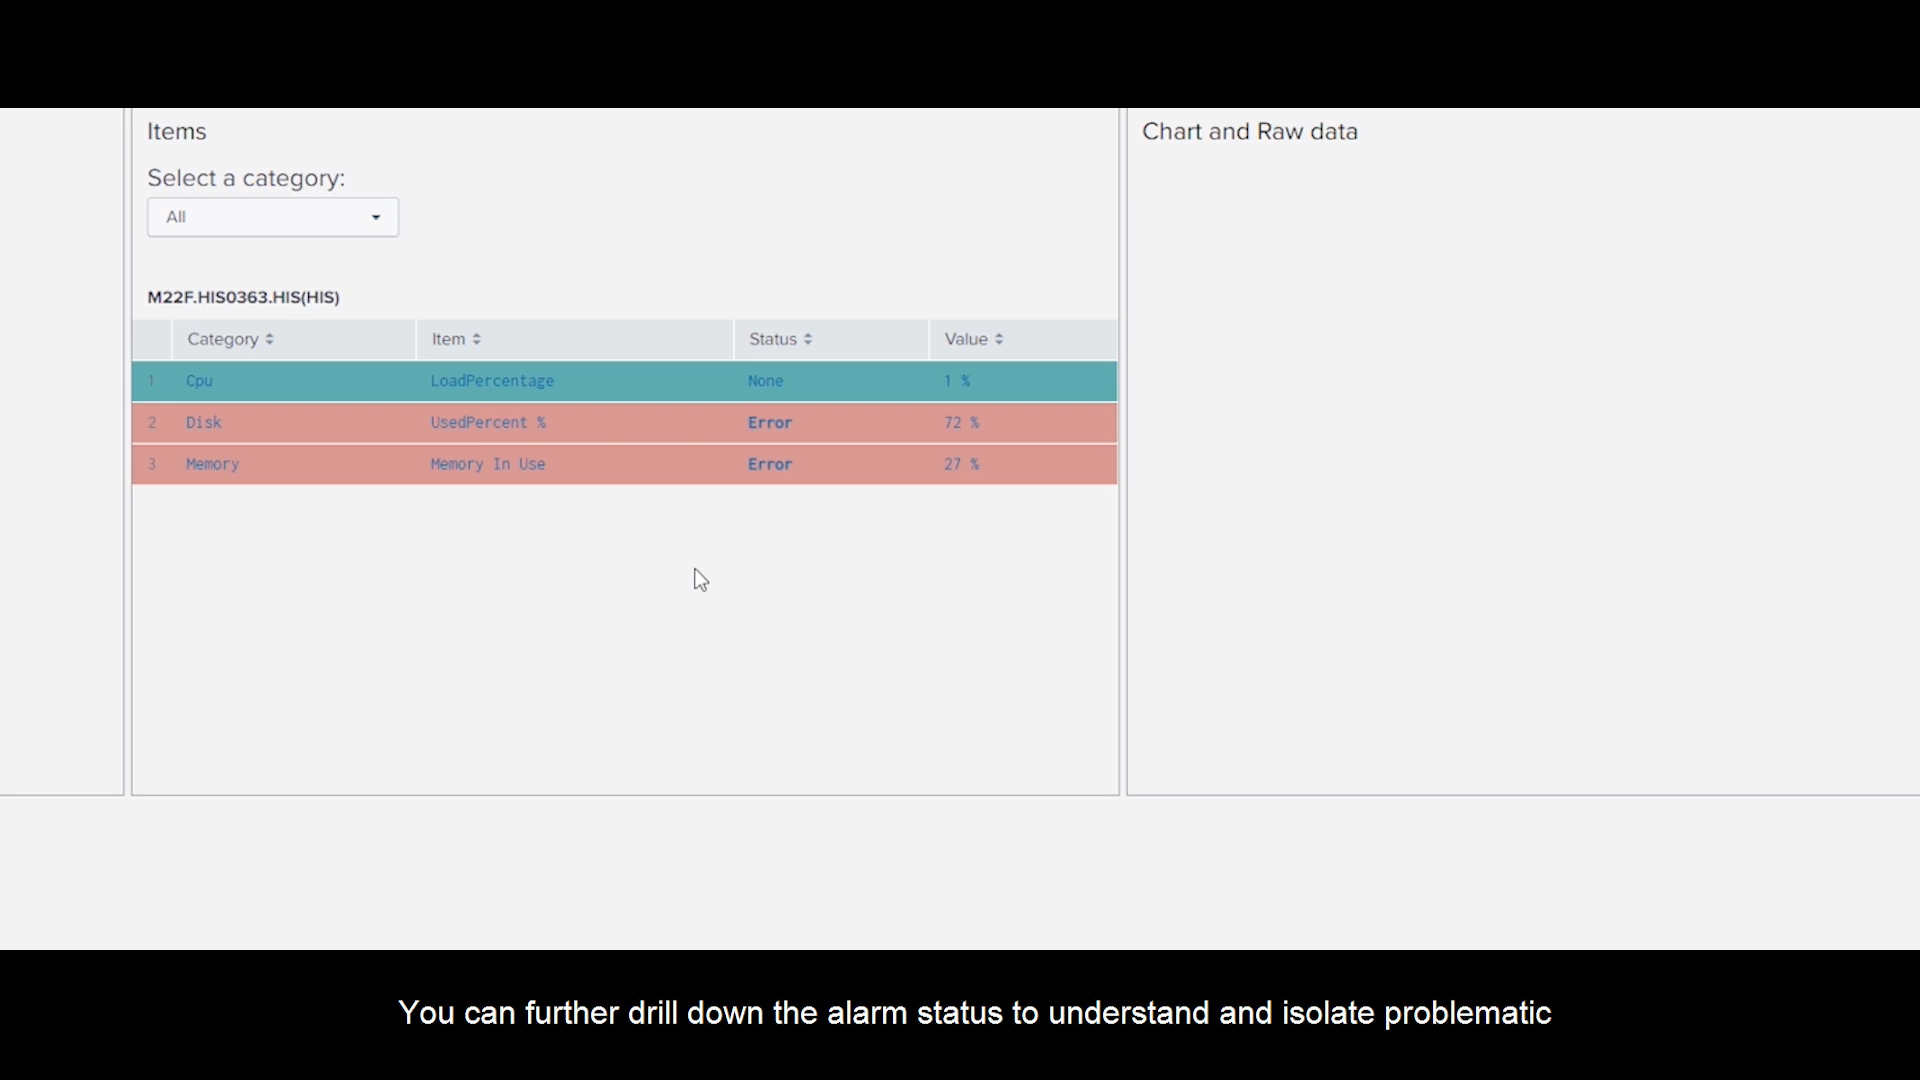 Items
Select a category:
All
M22F.HIS0363.HIS(HIS)
Category Item Status Value
1 Cpu LoadPercentage None 1 %
2 Disk UsedPercent % Error 72 %
3 Memory Memory In Use Error 27 %
Chart and Raw data
You can further drill down the alarm status to understand and isolate problematic